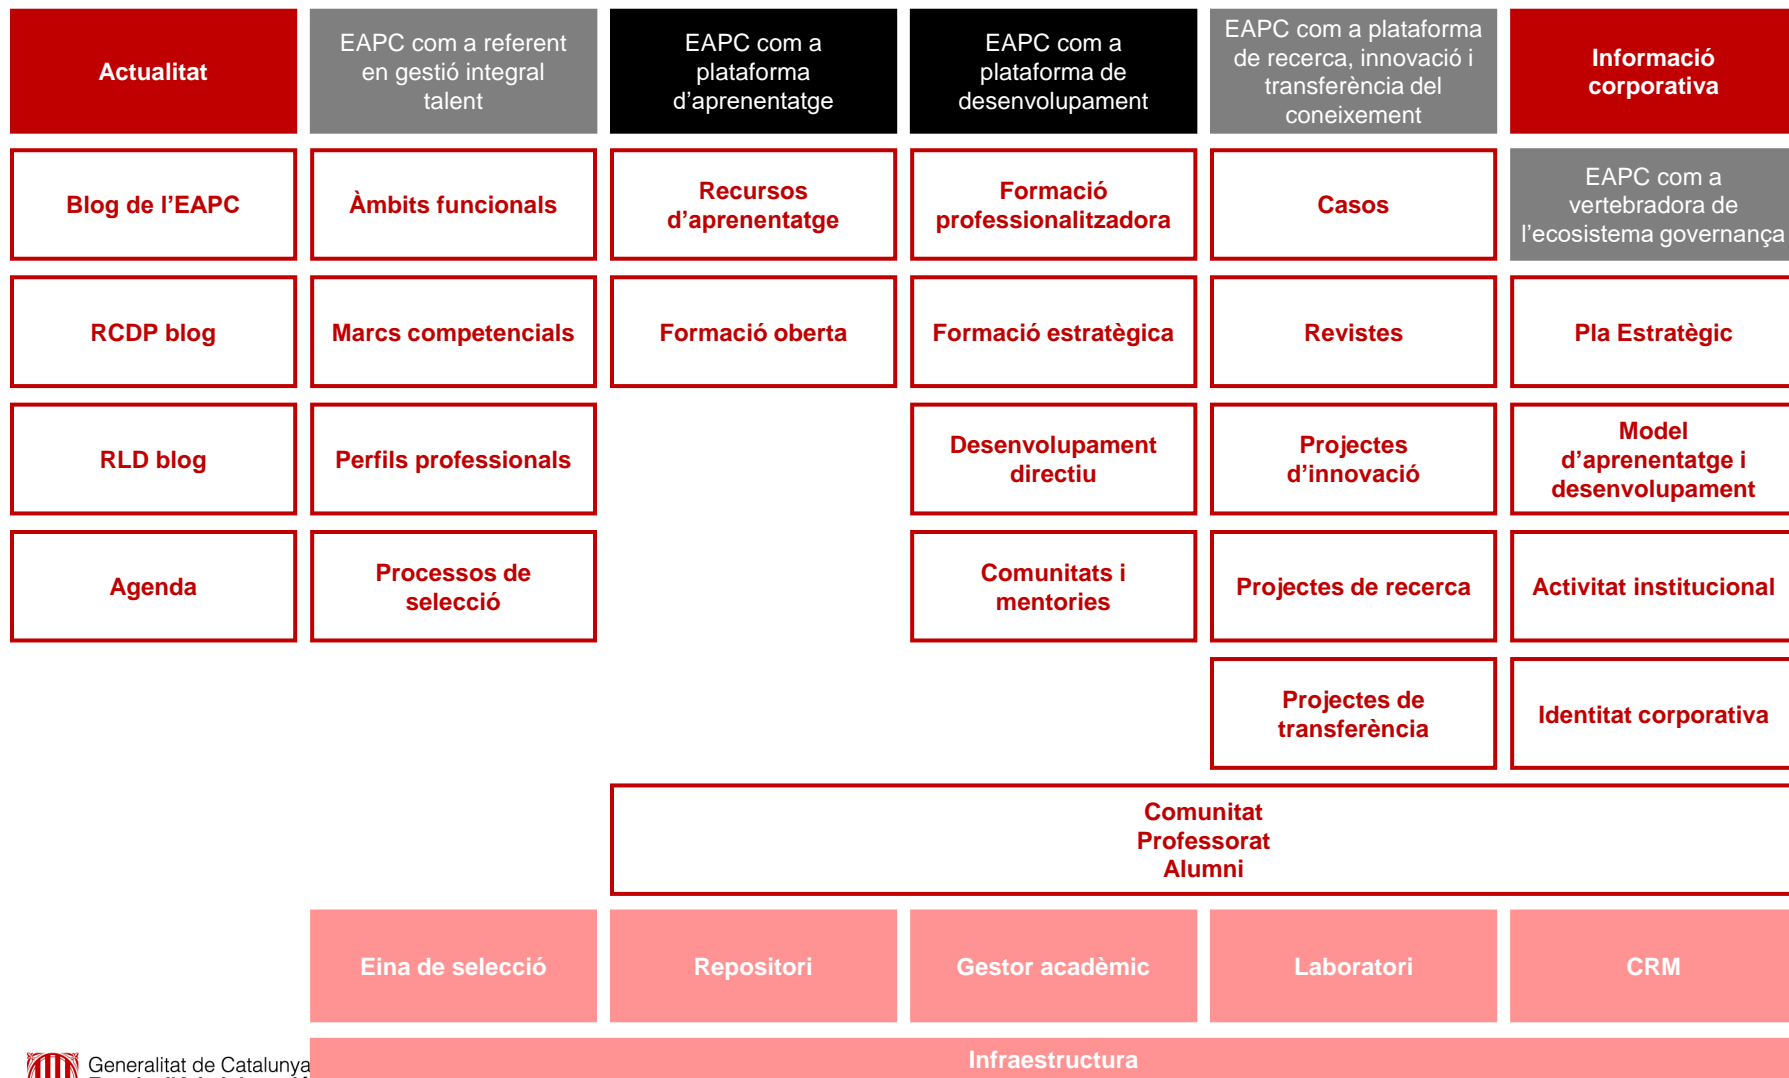 Actualitat
EAPC com a referent
en gestió integral
talent
EAPC com a
plataforma
d’aprenentatge
EAPC com a
plataforma de
desenvolupament
EAPC com a plataforma
de recerca, innovació i
transferència del
coneixement
Informació
corporativa
Blog de l’EAPC
Àmbits funcionals
Recursos
d’aprenentatge
Formació
professionalitzadora
Casos
EAPC com a
vertebradora de
l’ecosistema governança
RCDP blog
Marcs competencials
Formació oberta
Formació estratègica
Revistes
Pla Estratègic
RLD blog
Perfils professionals
Desenvolupament
directiu
Projectes
d’innovació
Model
d’aprenentatge i
desenvolupament
Agenda
Processos de
selecció
Comunitats i
mentories
Projectes de recerca
Activitat institucional
Projectes de
transferència
Identitat corporativa
Comunitat
Professorat
Alumni
Eina de selecció
Repositori
Gestor acadèmic
Laboratori
CRM
Infraestructura
Generalitat de Catalunya